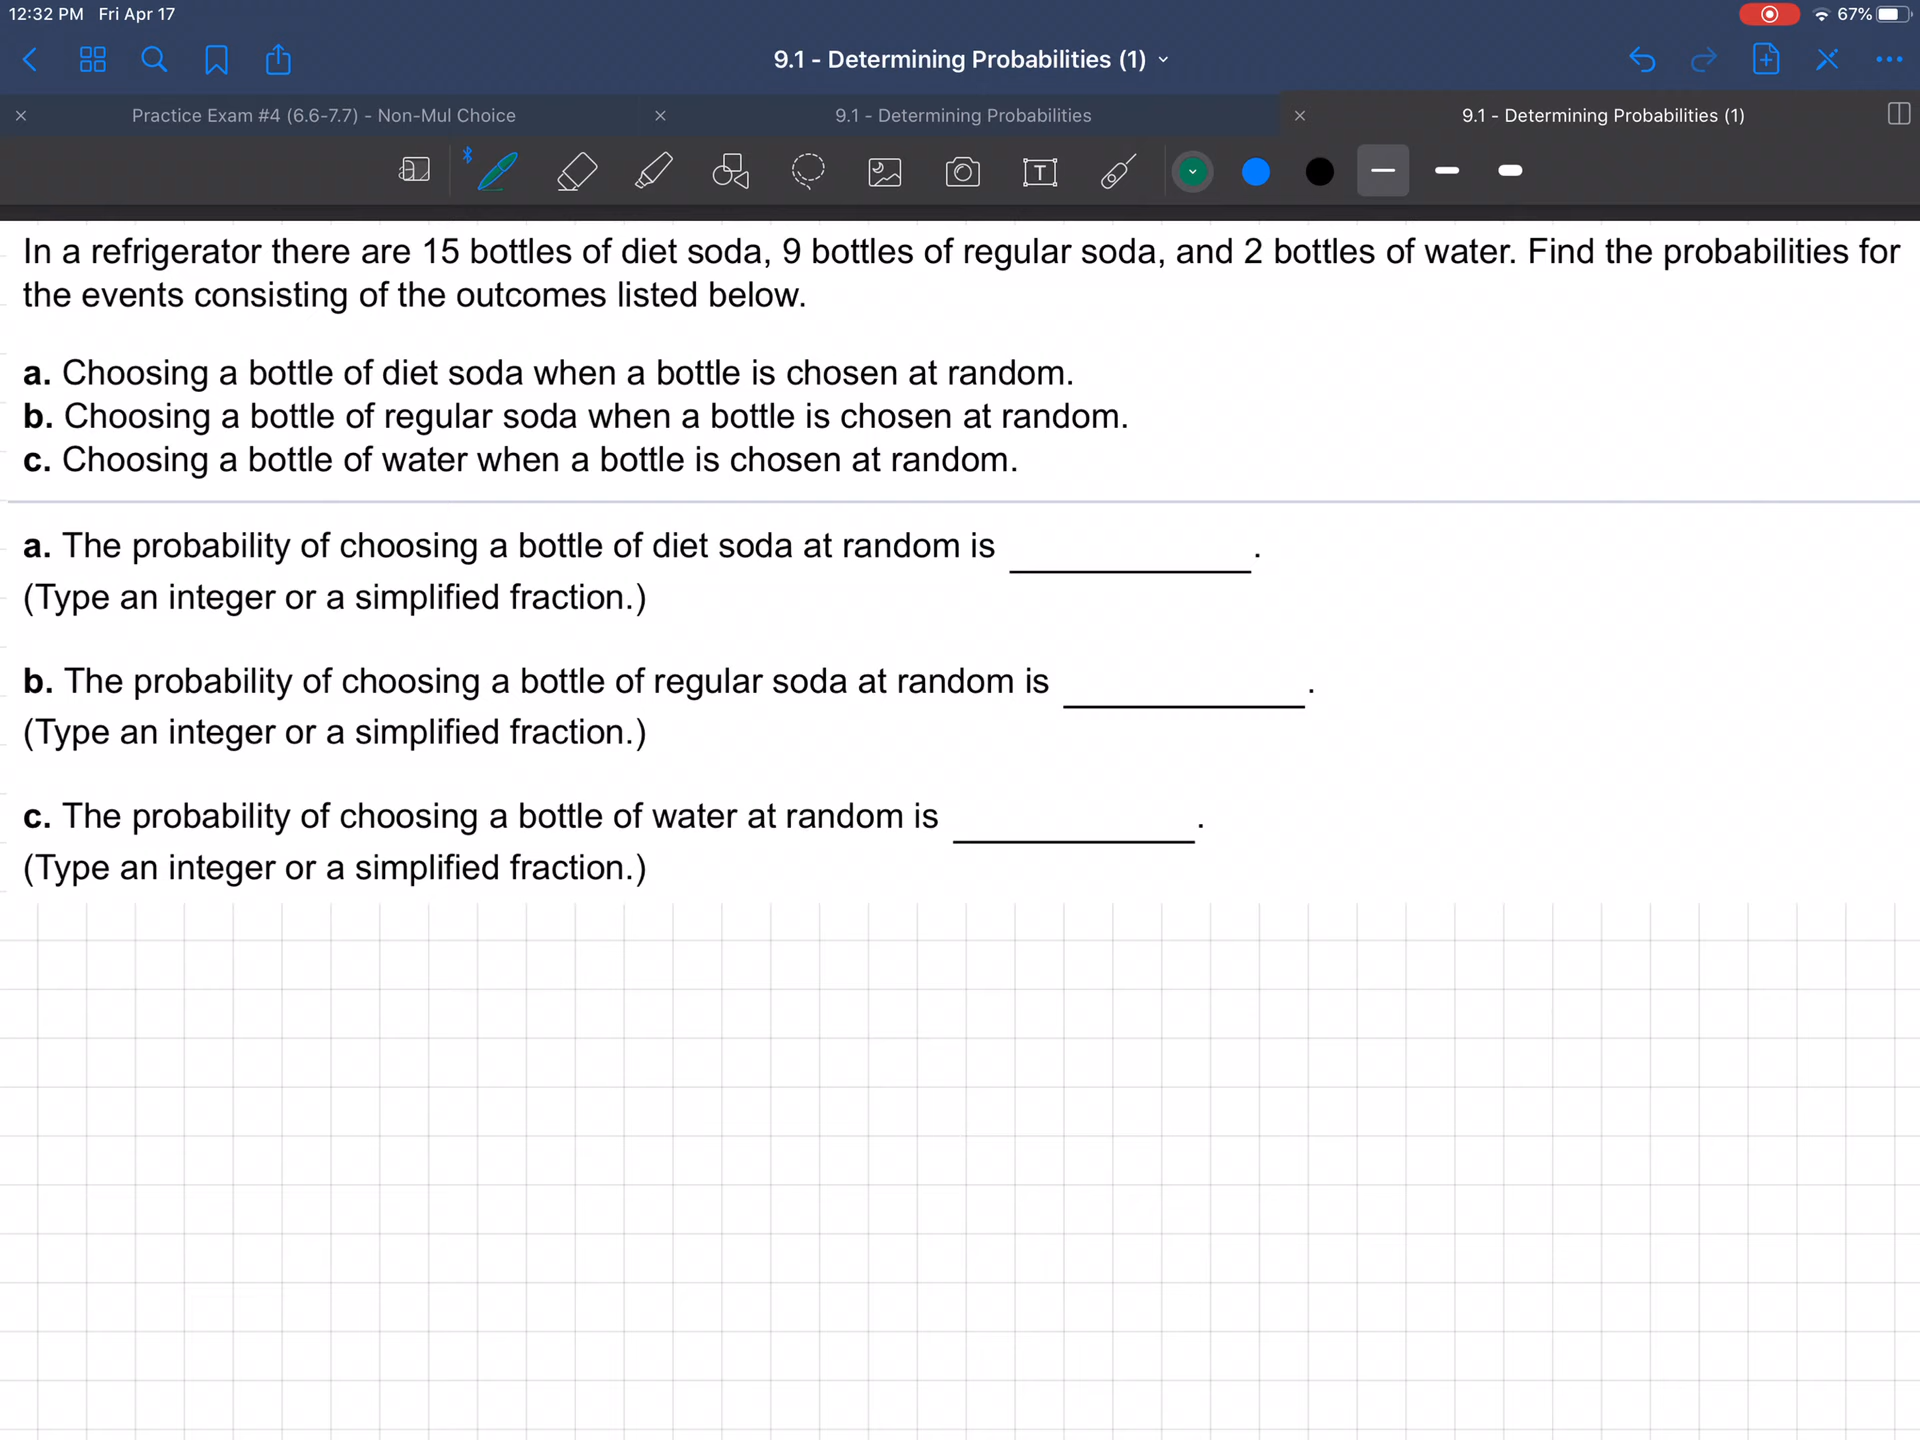 12:32 PM Fri Apr 17
67%
9.1 - Determining Probabilities (1)
Practice Exam #4 (6.6-7.7) - Non-Mul Choice
9.1 - Determining Probabilities
9.1 - Determining Probabilities (1)
T
In a refrigerator there are 15 bottles of diet soda, 9 bottles of regular soda, and 2 bottles of water. Find the probabilities for
the events consisting of the outcomes listed below.
a. Choosing a bottle of diet soda when a bottle is chosen at random.
b. Choosing a bottle of regular soda when a bottle is chosen at random.
c. Choosing a bottle of water when a bottle is chosen at random.
a. The probability of choosing a bottle of diet soda at random is ____________.
(Type an integer or a simplified fraction.)
b. The probability of choosing a bottle of regular soda at random is ____________.
(Type an integer or a simplified fraction.)
c. The probability of choosing a bottle of water at random is ____________.
(Type an integer or a simplified fraction.)